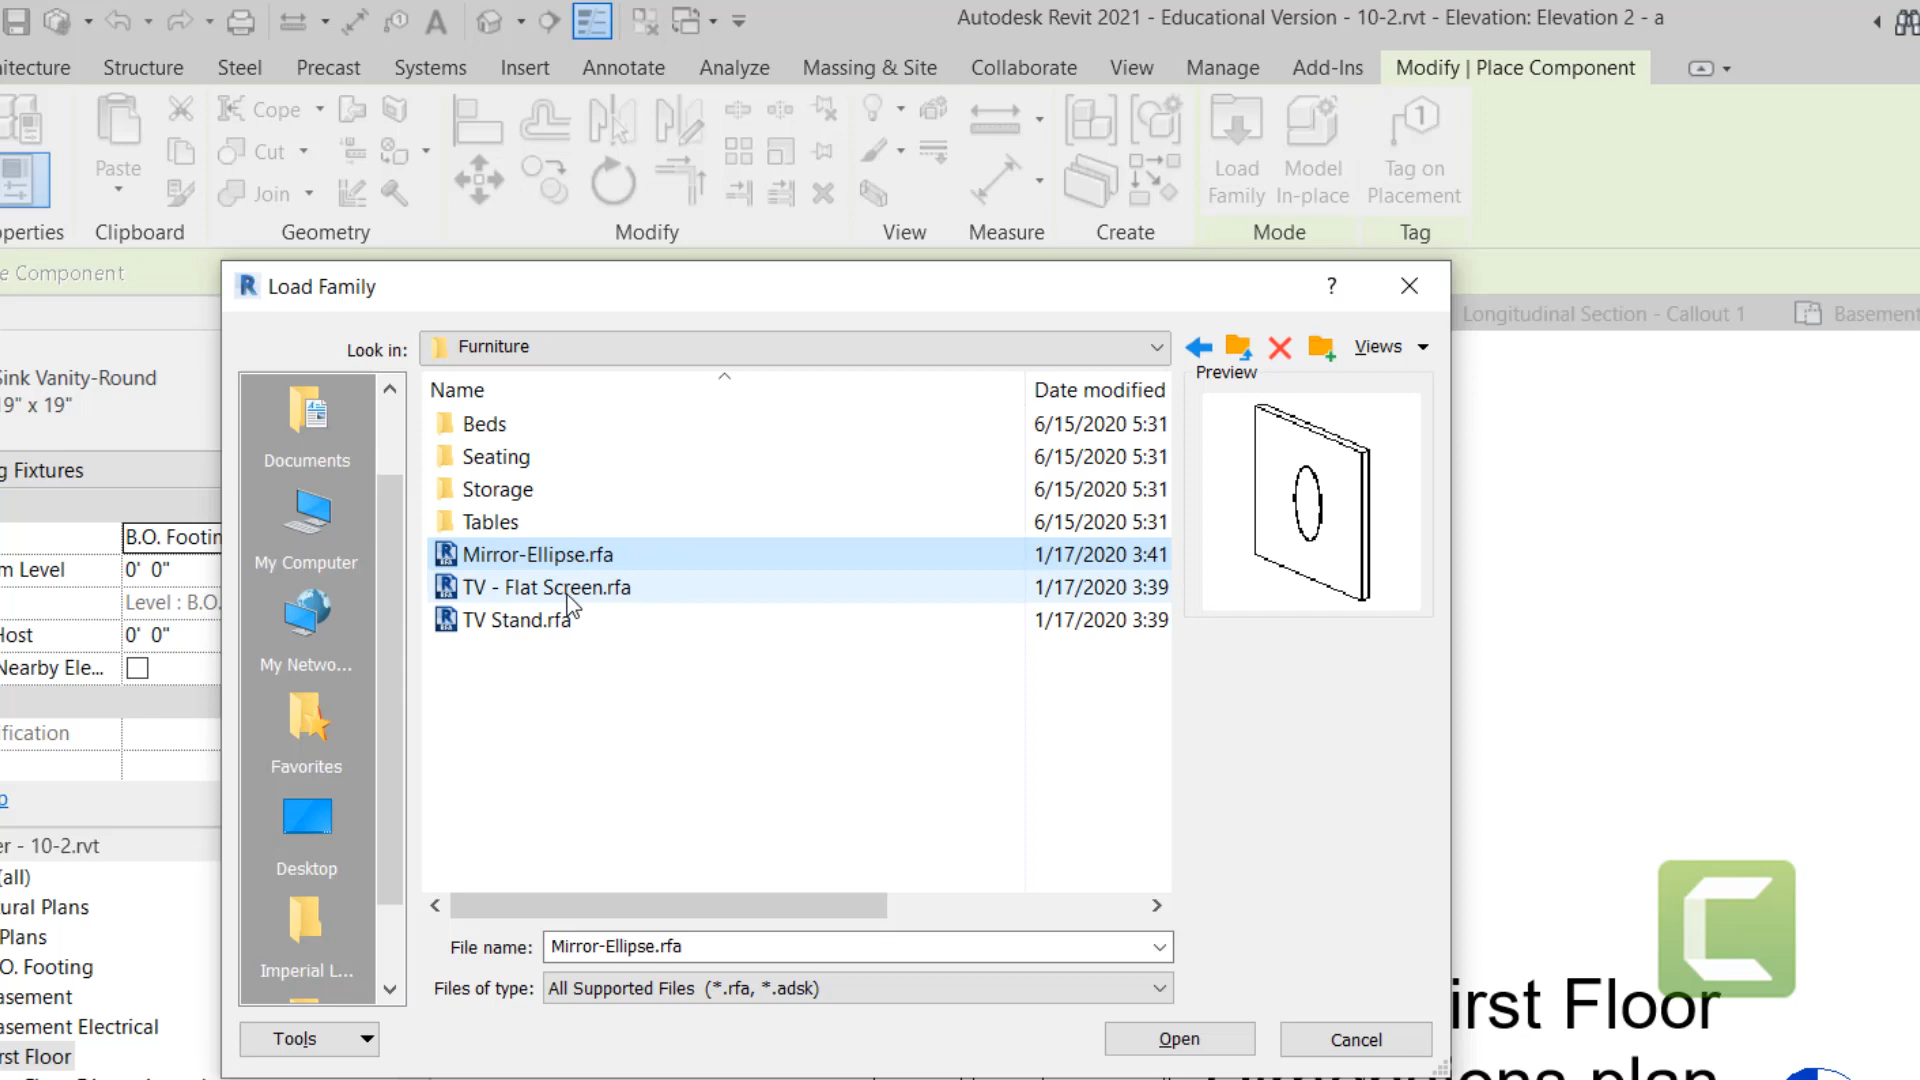 Autodesk Revit 2021 - Educational Version - 10-2.rvt - Elevation: Elevation 2 - a
itecture Structure Steel Precast Systems Insert Annotate Analyze Massing & Site Collaborate View Manage Add-Ins Modify | Place Component
Cope
Cut
Join
Paste
Load Family
Model In-place
Tag on Placement
perties Clipboard Geometry Modify View Measure Create Mode Tag
e Component
Load Family
?
Longitudinal Section - Callout 1
Basement
Look in: Furniture
Views
Preview
Sink Vanity-Round
19" x 19"
g Fixtures
B.O. Footin
m Level 0' 0"
Level : B.O.
Host 0' 0"
Nearby Ele...
ification
p
er - 10-2.rvt
(all)
ural Plans
Plans
.O. Footing
asement
asement Electrical
rst Floor
Documents
My Computer
My Netwo...
Favorites
Desktop
Imperial L...
Name Date modified
Beds 6/15/2020 5:31
Seating 6/15/2020 5:31
Storage 6/15/2020 5:31
Tables 6/15/2020 5:31
Mirror-Ellipse.rfa 1/17/2020 3:41
TV - Flat Screen.rfa 1/17/2020 3:39
TV Stand.rfa 1/17/2020 3:39
File name: Mirror-Ellipse.rfa
Files of type: All Supported Files (*.rfa, *.adsk)
Tools
Open
Cancel
irst Floor